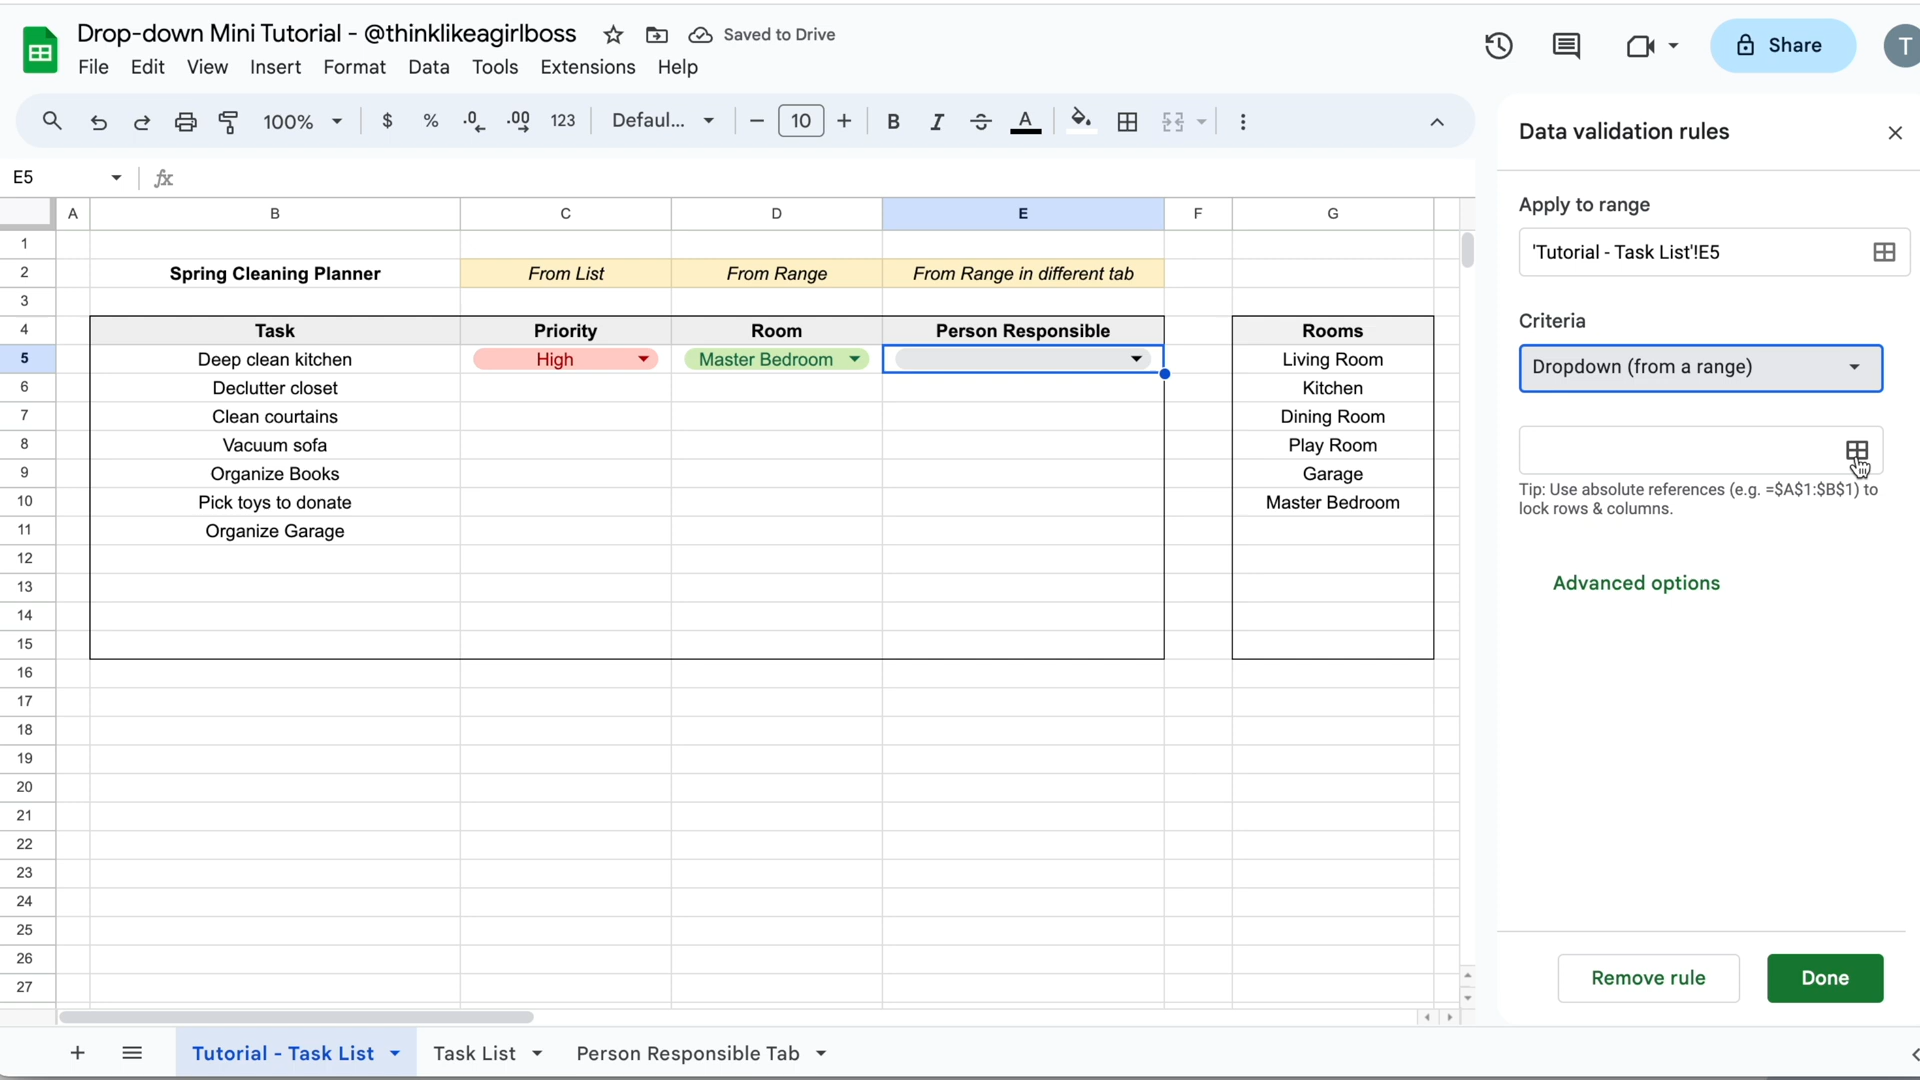 Drop-down Mini Tutorial - @thinklikeagirlboss Saved to Drive
File Edit View Insert Format Data Tools Extensions Help
Share
T
100% $ % .0 .00 123 Defaul... 10 B I S A
E5 fx
A B C D E F G
1
2 Spring Cleaning Planner From List From Range From Range in different tab
3
4 Task Priority Room Person Responsible Rooms
5 Deep clean kitchen High Master Bedroom Living Room
6 Declutter closet Kitchen
7 Clean courtains Dining Room
8 Vacuum sofa Play Room
9 Organize Books Garage
10 Pick toys to donate Master Bedroom
11 Organize Garage
12
13
14
15
16
17
18
19
20
21
22
23
24
25
26
27
Tutorial - Task List Task List Person Responsible Tab
Data validation rules
Apply to range
'Tutorial - Task List'!E5
Criteria
Dropdown (from a range)
Tip: Use absolute references (e.g. =$A$1:$B$1) to
lock rows & columns.
Advanced options
Remove rule Done